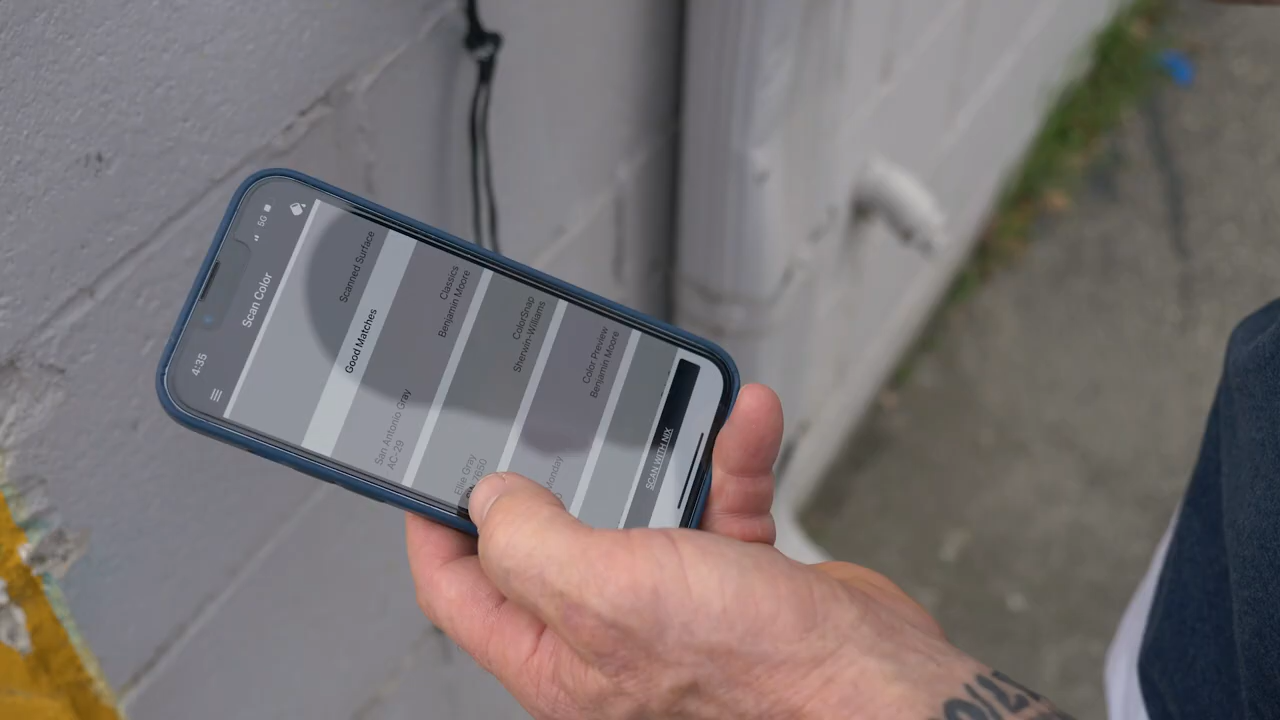 4:35
5G
Scan Color
Scanned Surface
Good Matches
San Antonio Gray
AC-29
Classics
Benjamin Moore
Ellie Gray
ColorSnap
Sherwin-Williams
Monday
Color Preview
Benjamin Moore
SCAN WITH NIX